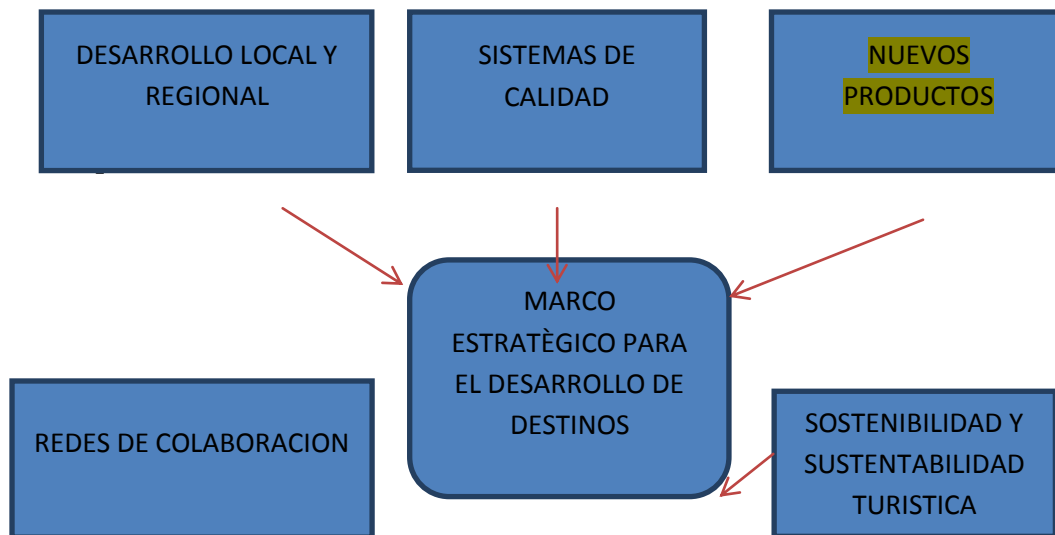 DESARROLLO LOCAL Y
REGIONAL
SISTEMAS DE
CALIDAD
NUEVOS
PRODUCTOS
MARCO
ESTRATÈGICO PARA
EL DESARROLLO DE
DESTINOS
REDES DE COLABORACION
SOSTENIBILIDAD Y
SUSTENTABILIDAD
TURISTICA